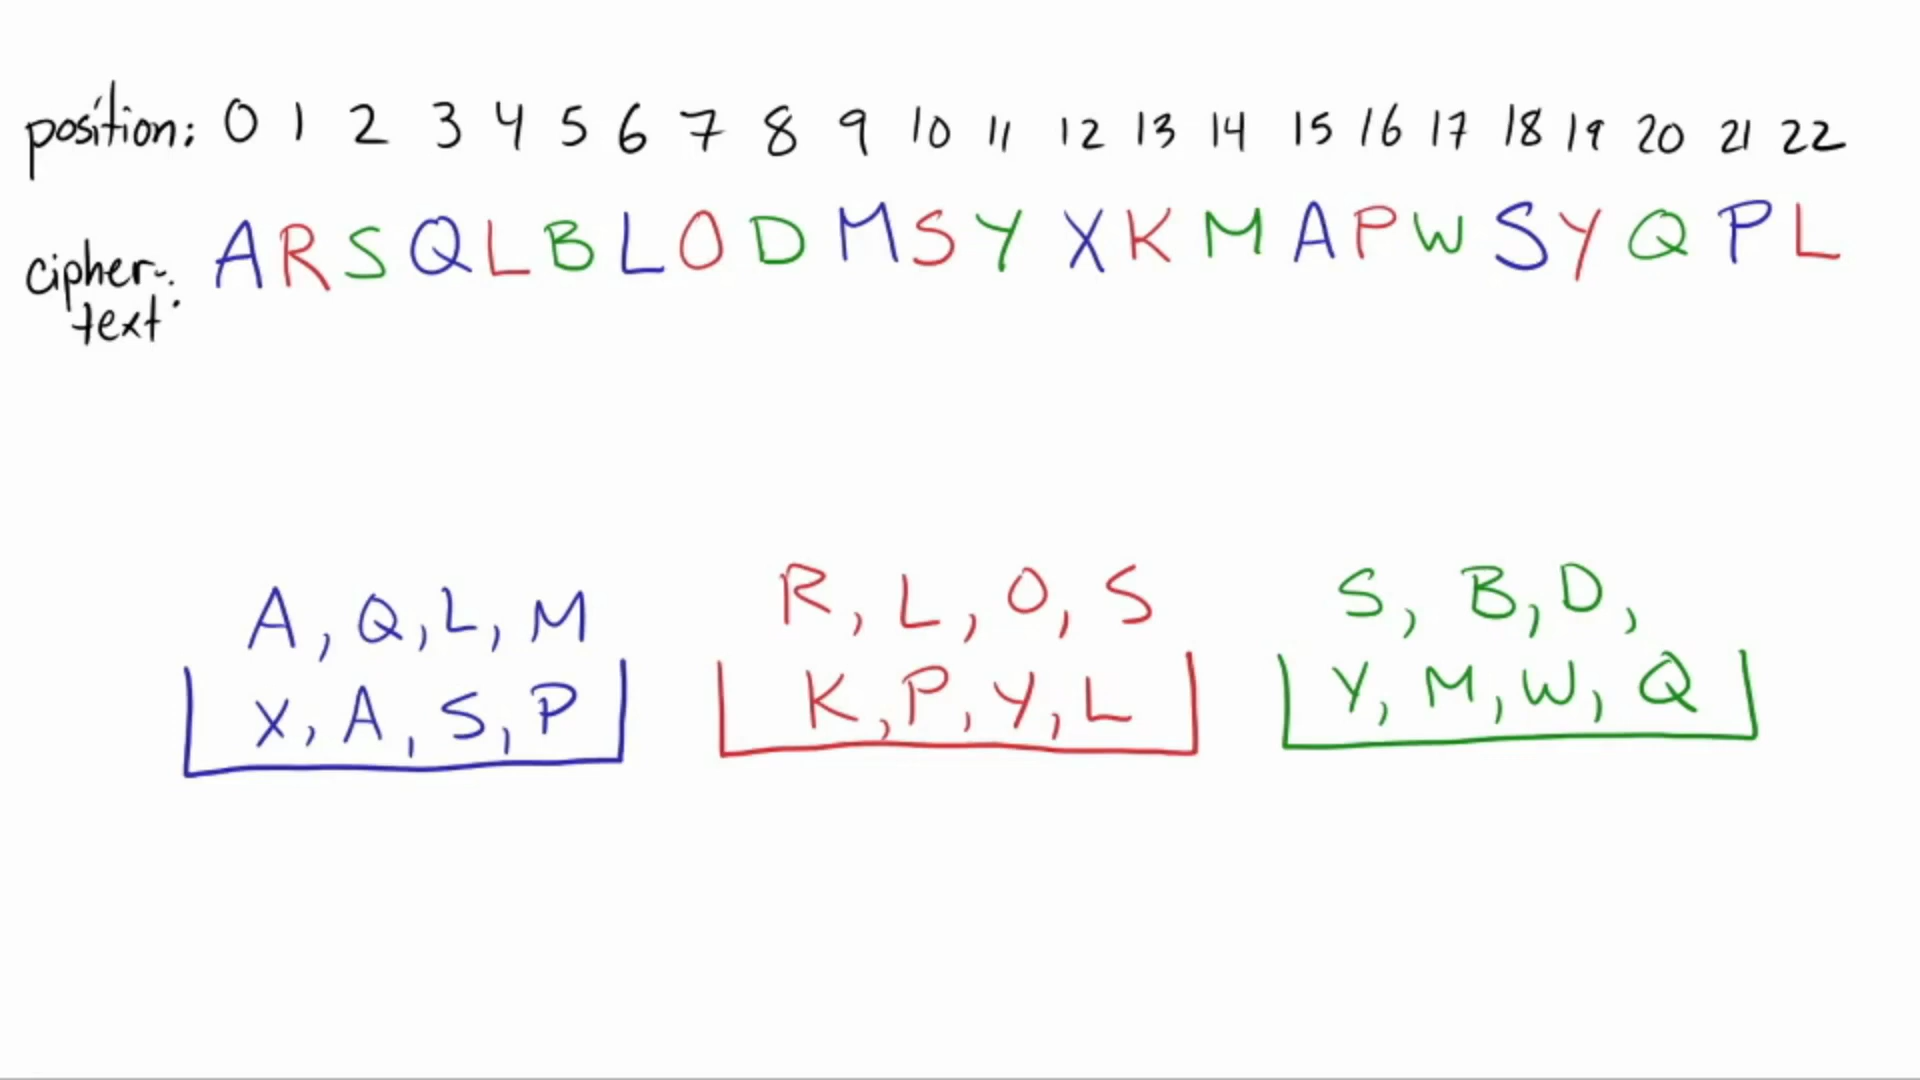 position: 0 1 2 3 4 5 6 7 8 9 10 11 12 13 14 15 16 17 18 19 20 21 22
cipher-
text:
A R S Q L B L O D M S Y X K M A P W S Y Q P L
A, Q, L, M
X, A, S, P
R, L, O, S
K, P, Y, L
S, B, D,
Y, M, W, Q